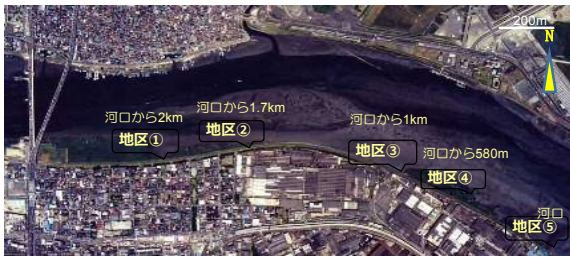 200m
N
河口から2km
地区①
河口から1.7km
地区②
河口から1km
地区③
河口から580m
地区④
河口
地区⑤